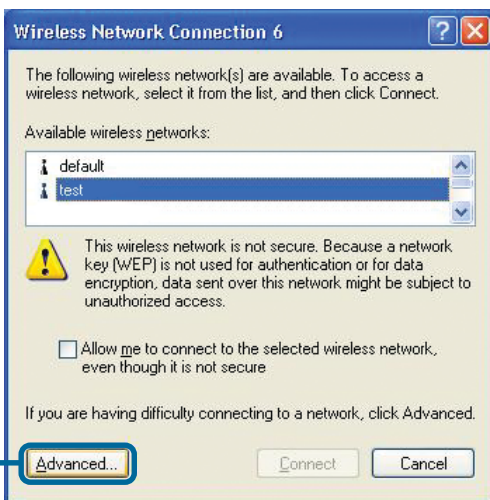 Wireless Network Connection 6
The following wireless network(s) are available. To access a
wireless network, select it from the list, and then click Connect.
Available wireless networks:
default
test
This wireless network is not secure. Because a network
key (WEP) is not used for authentication or for data
encryption, data sent over this network might be subject to
unauthorized access.
Allow me to connect to the selected wireless network,
even though it is not secure
If you are having difficulty connecting to a network, click Advanced.
Advanced...
Connect
Cancel